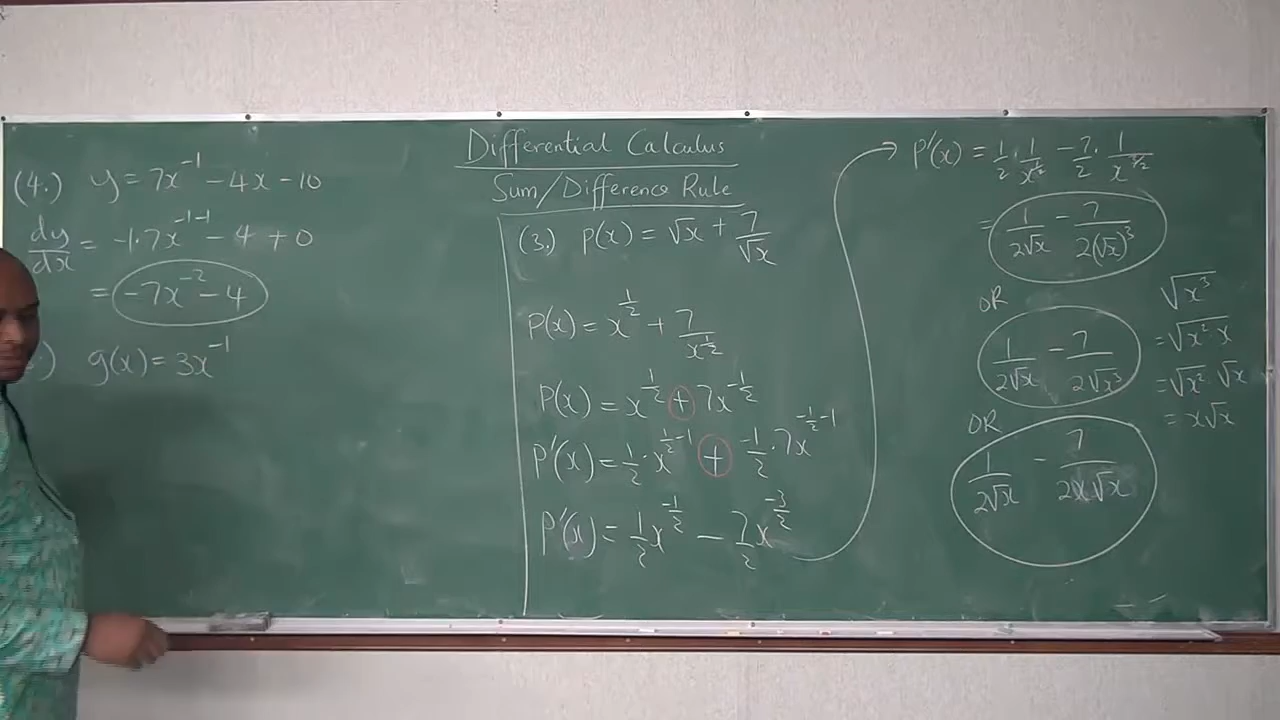 Differential Calculus
Sum/Difference Rule
(4.) y = 7x⁻¹ − 4x − 10
dy/dx = -1·7x⁻¹⁻¹ − 4 + 0
= -7x⁻² − 4
.) g(x) = 3x⁻¹
(3.) P(x) = √x + 7/√x
P(x) = x^(1/2) + 7/x^(1/2)
P(x) = x^(1/2) + 7x^(-1/2)
P'(x) = 1/2 · x^(1/2 - 1) + -1/2 · 7x^(-1/2 - 1)
P'(x) = 1/2 x^(-1/2) − 7/2 x^(-3/2)
P'(x) = 1/2 · 1/x^(1/2) − 7/2 · 1/x^(3/2)
= 1/(2√x) − 7/(2(√x)³)
OR
1/(2√x) − 7/(2√x³)
OR
1/(2√x) − 7/(2x√x)
√x³
= √(x² · x)
= √x² · √x
= x√x